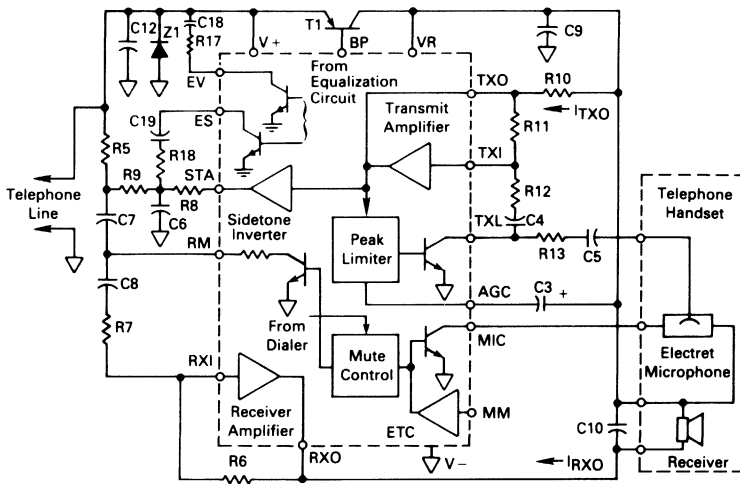 C12
Z1
C18
R17
T1
V+
BP
VR
C9
EV
From
Equalization
Circuit
TXO
R10
ITXO
ES
Transmit
Amplifier
R11
C19
R5
R18
TXI
R9
STA
R12
Telephone
Line
R8
Telephone
Handset
C7
C6
Sidetone
Inverter
TXL
C4
Peak
Limiter
R13
C5
RM
C8
AGC
C3
+
From
Dialer
MIC
R7
Mute
Control
Electret
Microphone
RXI
Receiver
Amplifier
MM
ETC
C10
RXO
V−
IRXO
Receiver
R6